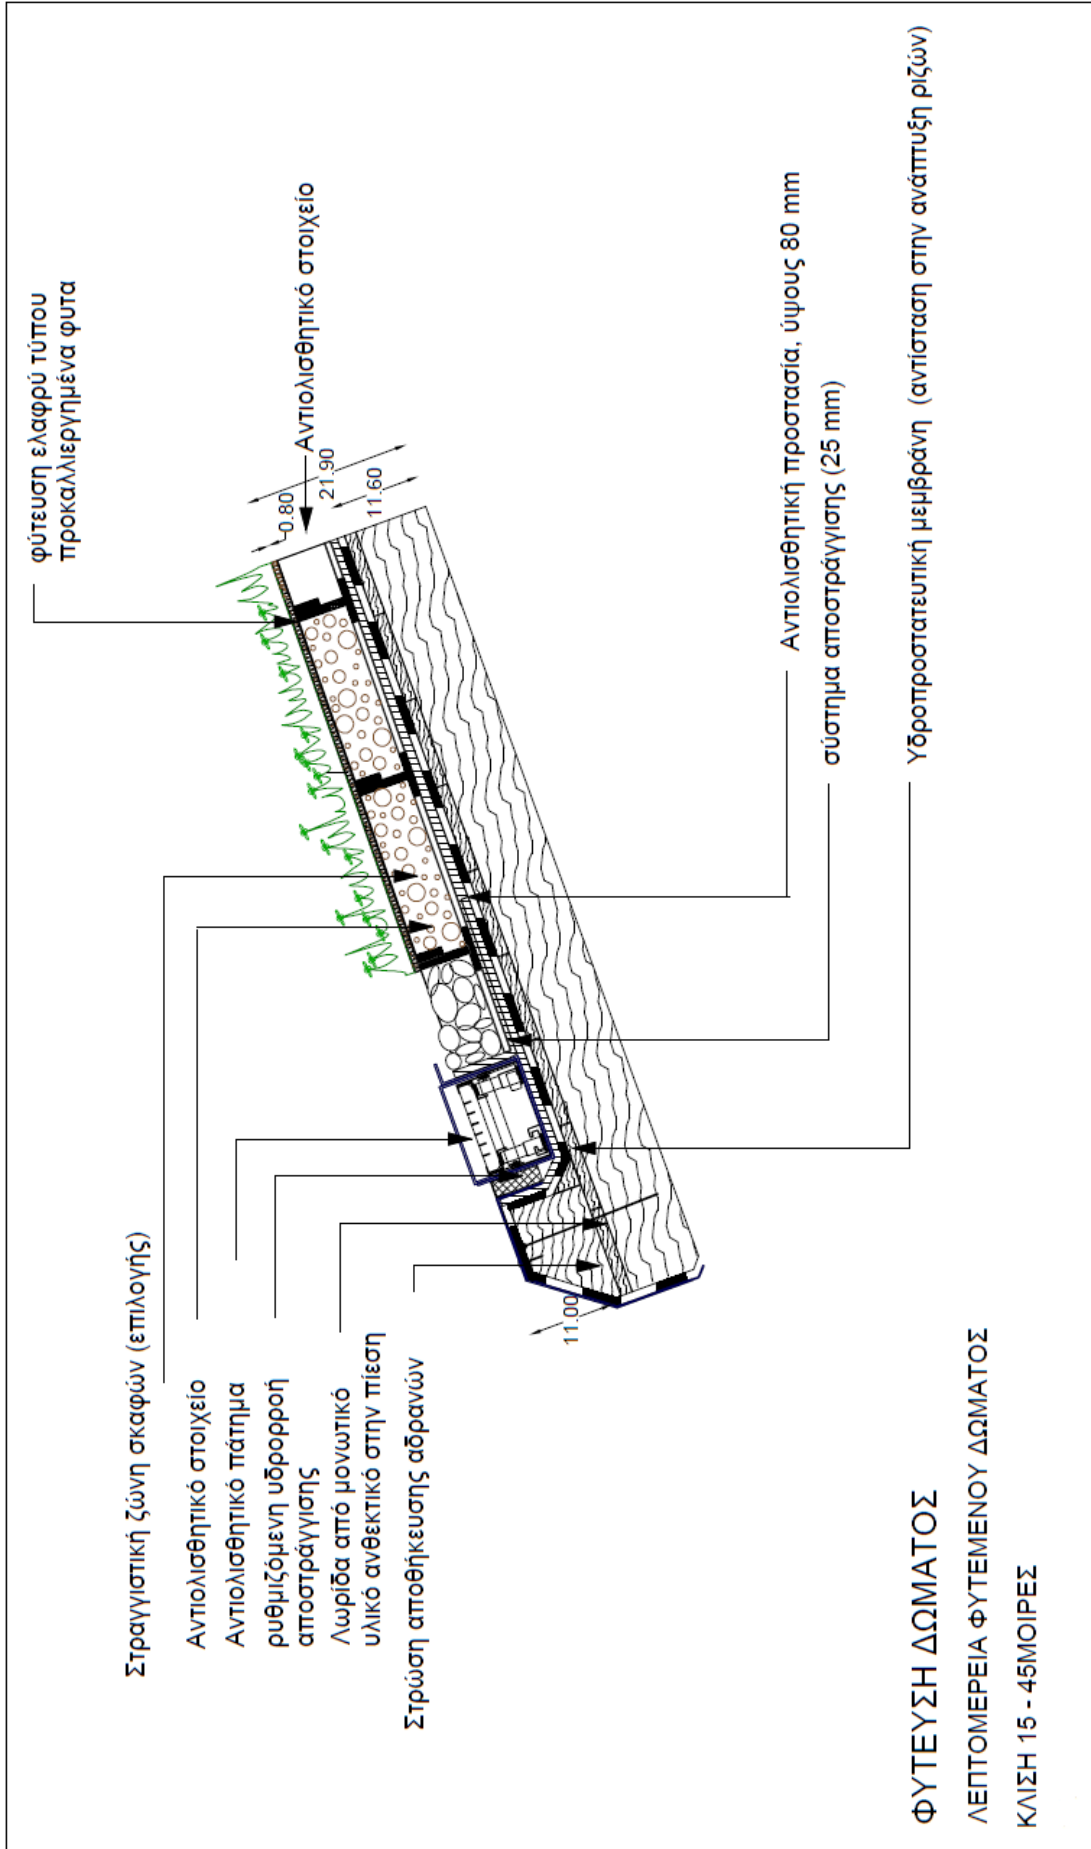 φύτευση ελαφρύ τύπου
προκαλλιεργημένα φυτα
Αντιολισθητικό στοιχείο
0.80
21.90
11.60
Στραγγιστική ζώνη σκαφών (επιλογής)
Αντιολισθητικό στοιχείο
Αντιολισθητικό πάτημα
ρυθμιζόμενη υδρορροή
αποστράγγισης
Λωρίδα από μονωτικό
υλικό ανθεκτικό στην πίεση
Στρώση αποθήκευσης αδρανών
11.00
Αντιολισθητική προστασία, ύψους 80 mm
σύστημα αποστράγγισης (25 mm)
Υδροπροστατευτική μεμβράνη (αντίσταση στην ανάπτυξη ριζών)
ΦΥΤΕΥΣΗ ΔΩΜΑΤΟΣ
ΛΕΠΤΟΜΕΡΕΙΑ ΦΥΤΕΜΕΝΟΥ ΔΩΜΑΤΟΣ
ΚΛΙΣΗ 15 - 45ΜΟΙΡΕΣ